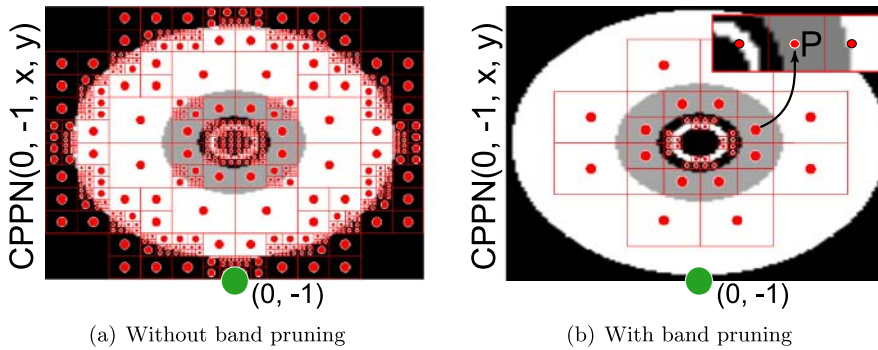 CPPN(0, -1, x, y)
(0, -1)
(a) Without band pruning
CPPN(0, -1, x, y)
P
(0, -1)
(b) With band pruning